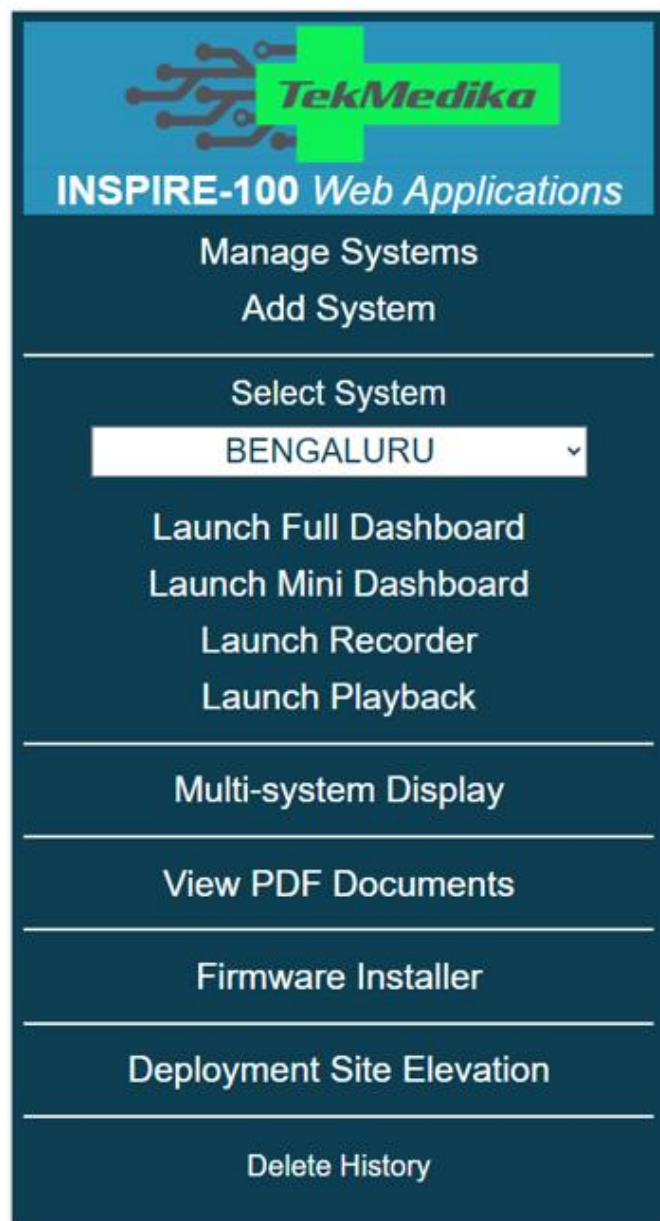 TekMedika
INSPIRE-100 Web Applications
Manage Systems
Add System
Select System
BENGALURU
Launch Full Dashboard
Launch Mini Dashboard
Launch Recorder
Launch Playback
Multi-system Display
View PDF Documents
Firmware Installer
Deployment Site Elevation
Delete History